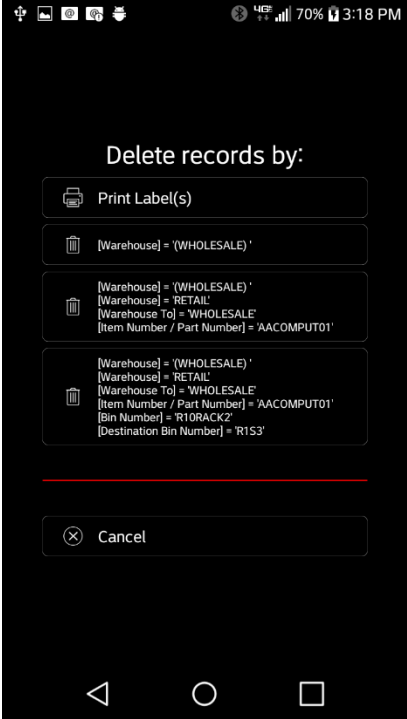 4GE 70% 3:18 PM
Delete records by:
Print Label(s)
[Warehouse] = '(WHOLESALE) '
[Warehouse] = '(WHOLESALE) '
[Warehouse] = 'RETAIL'
[Warehouse To] = 'WHOLESALE'
[Item Number / Part Number] = 'AACOMPUT01'
[Warehouse] = '(WHOLESALE) '
[Warehouse] = 'RETAIL'
[Warehouse To] = 'WHOLESALE'
[Item Number / Part Number] = 'AACOMPUT01'
[Bin Number] = 'R10RACK2'
[Destination Bin Number] = 'R1S3'
Cancel